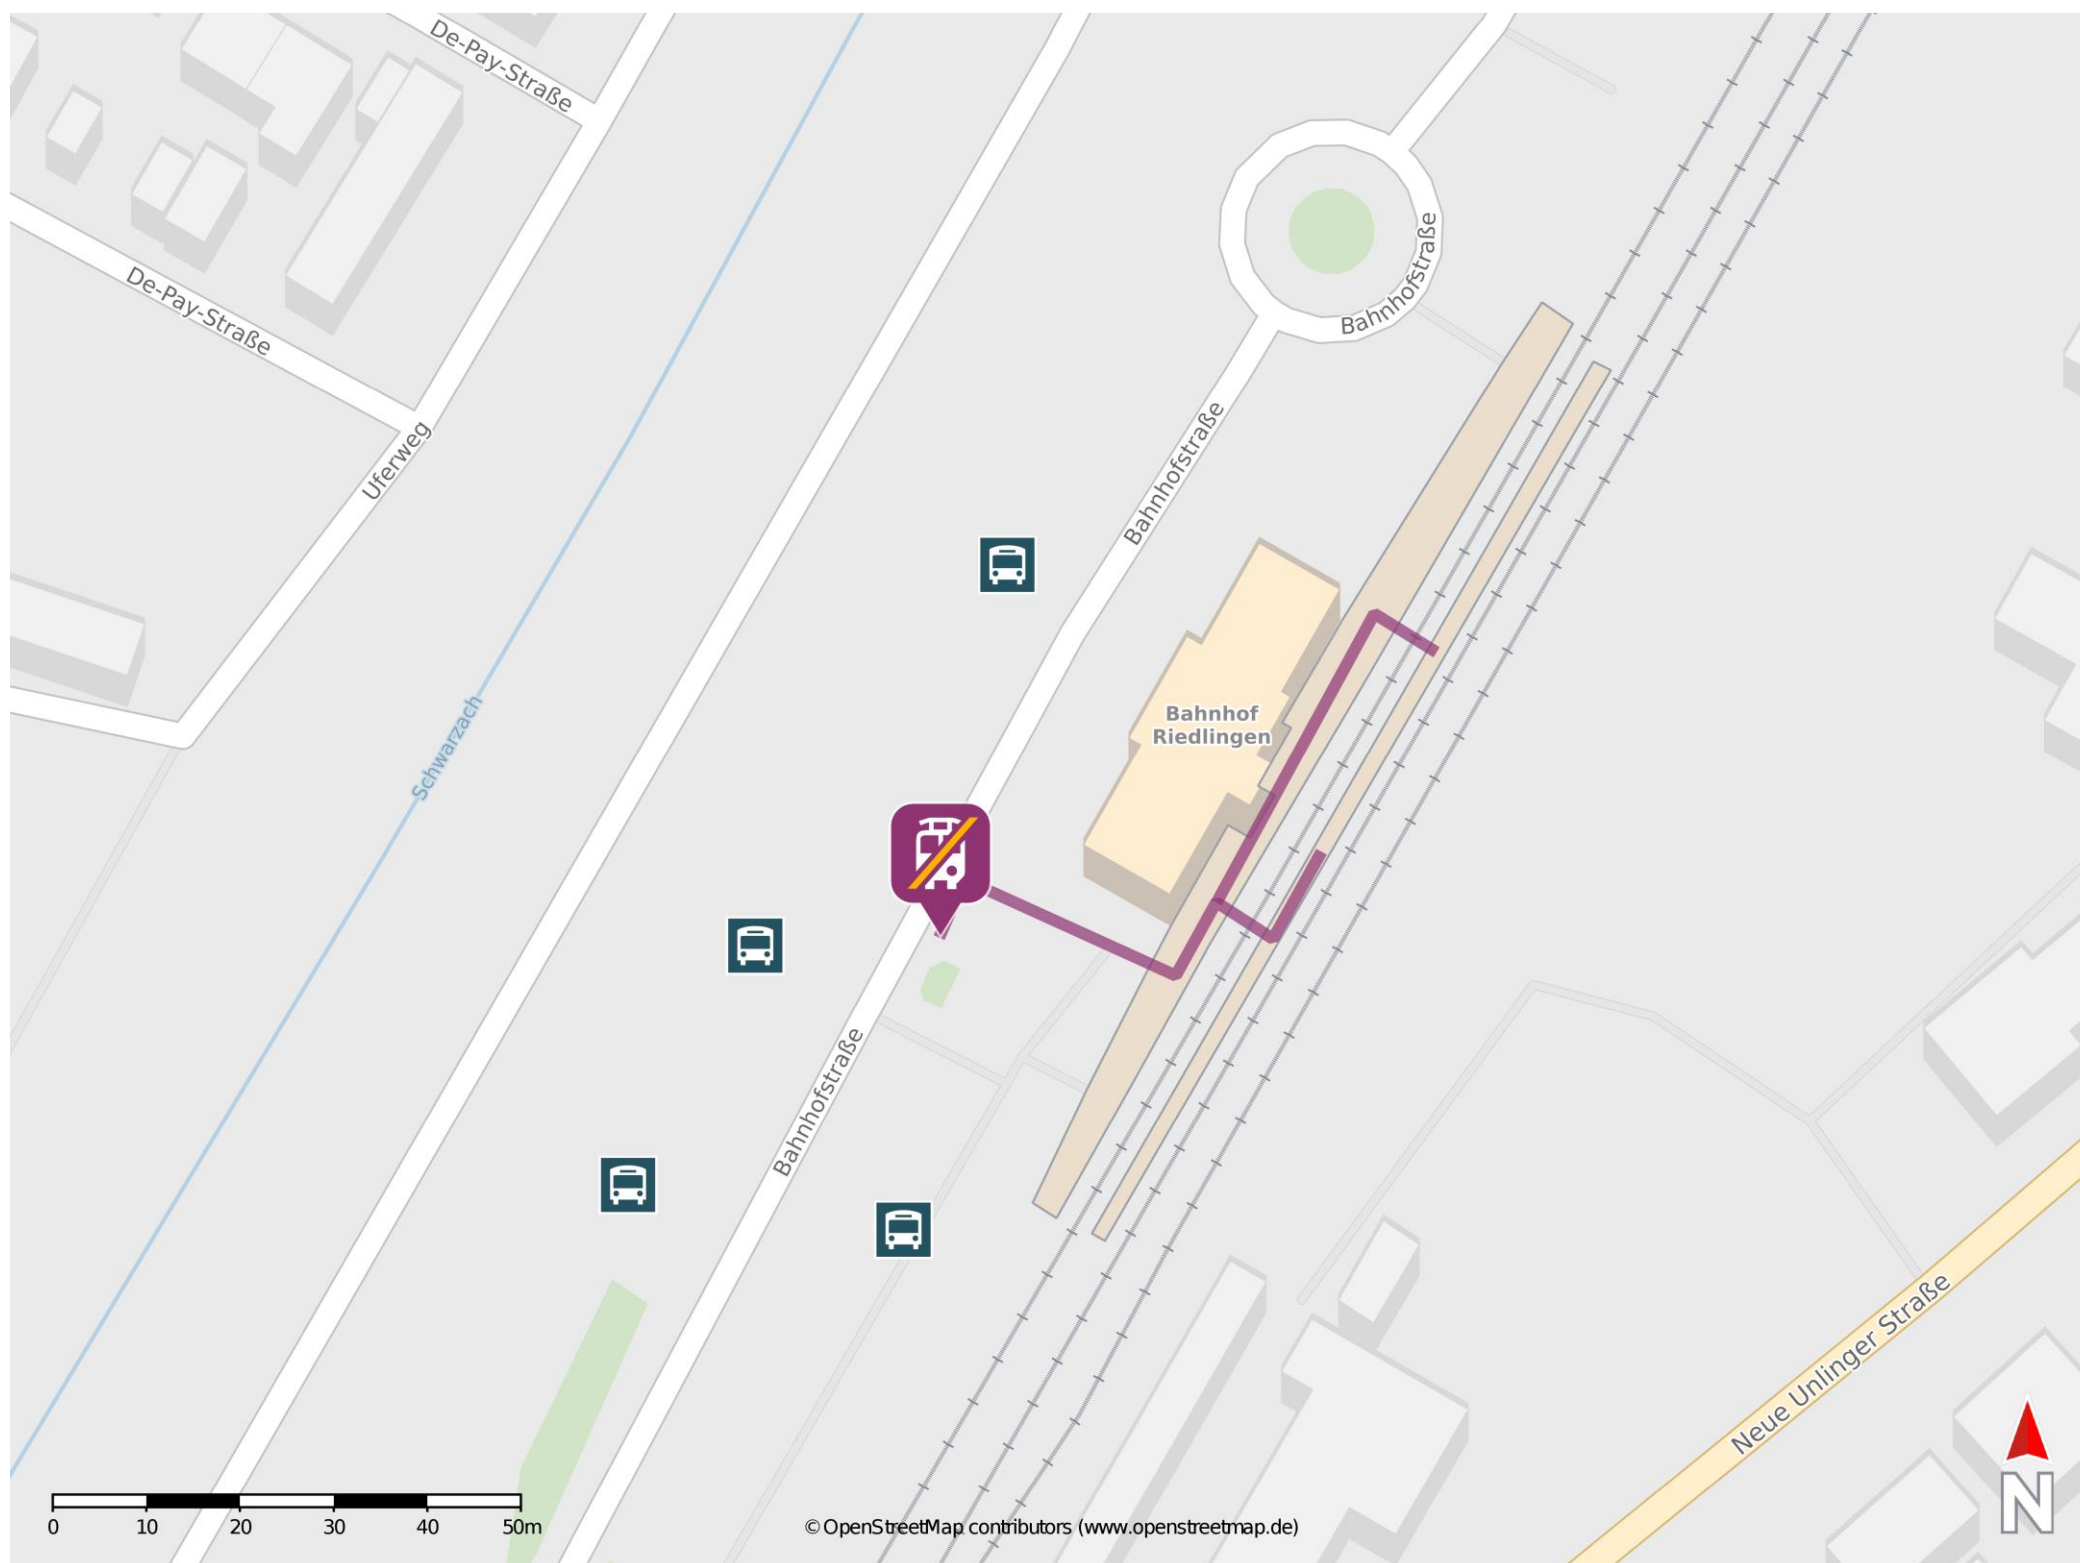 De-Pay-Straße
De-Pay-Straße
Bahnhofstraße
Uferweg
Bahnhofstraße
Schwarzach
Bahnhof
Riedlingen
Bahnhofstraße
Neue Unlinger Straße
N
0 10 20 30 40 50m
© OpenStreetMap contributors (www.openstreetmap.de)